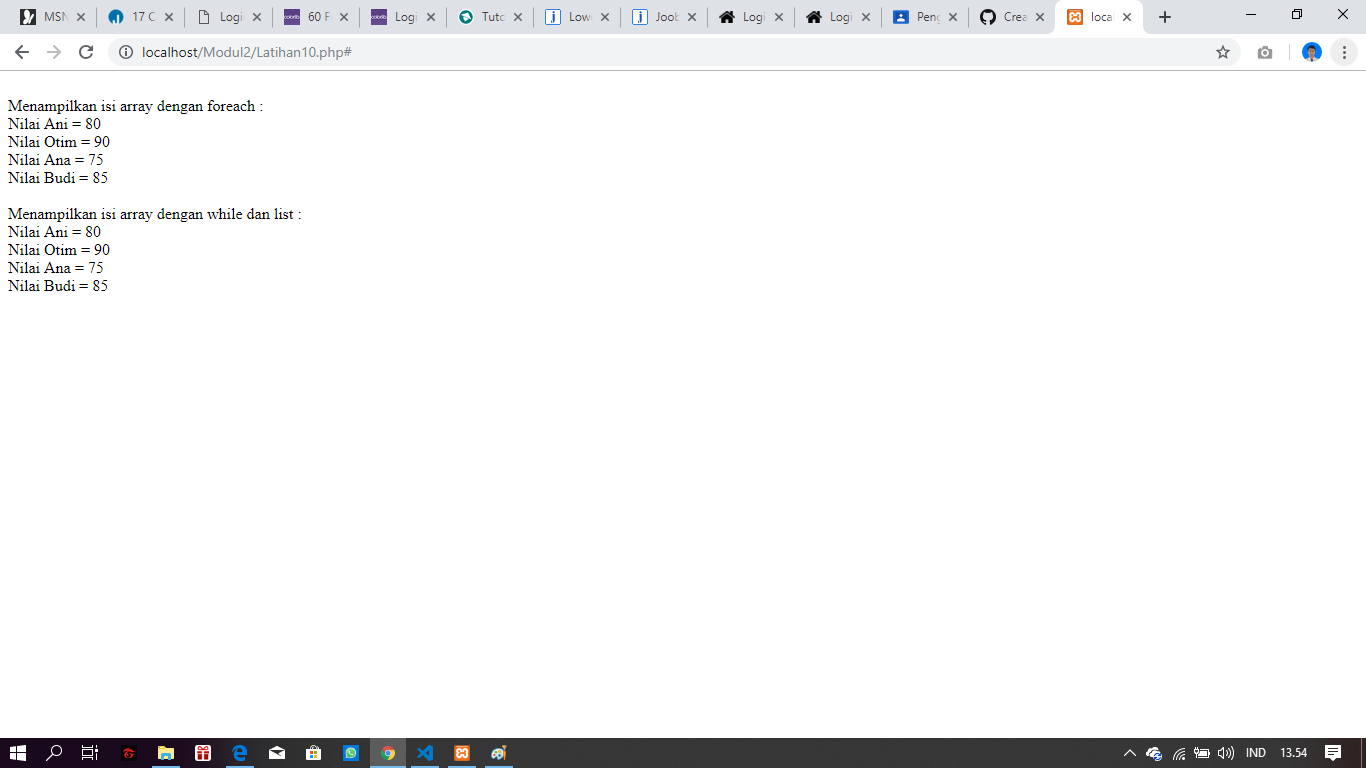 MSN
17 C
Logi
60 F
Logi
Tuto
Low
Joob
Logi
Logi
Peng
Crea
loca
localhost/Modul2/Latihan10.php#
Menampilkan isi array dengan foreach :
Nilai Ani = 80
Nilai Otim = 90
Nilai Ana = 75
Nilai Budi = 85
Menampilkan isi array dengan while dan list :
Nilai Ani = 80
Nilai Otim = 90
Nilai Ana = 75
Nilai Budi = 85
IND
13.54